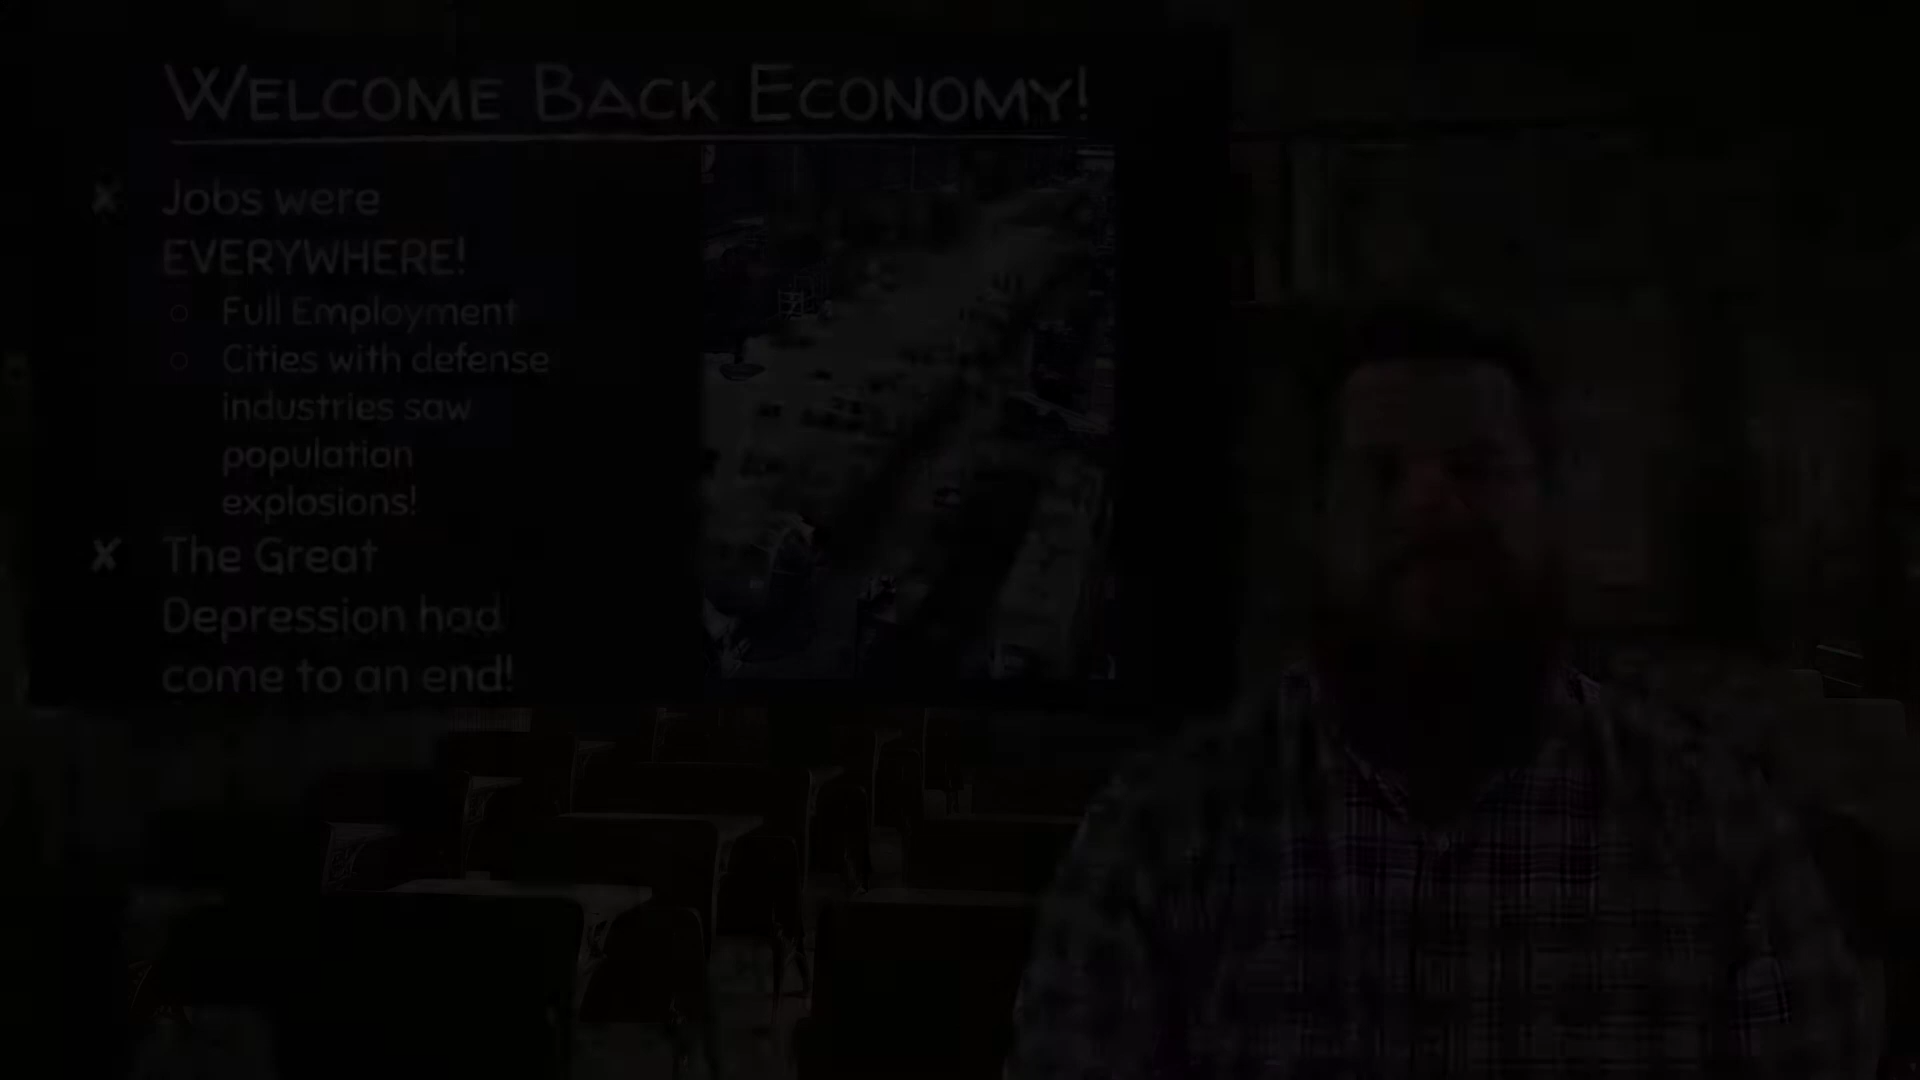 WELCOME BACK ECONOMY!
Jobs were
EVERYWHERE!
Full Employment
Cities with defense
industries saw
population
explosions!
The Great
Depression had
come to an end!